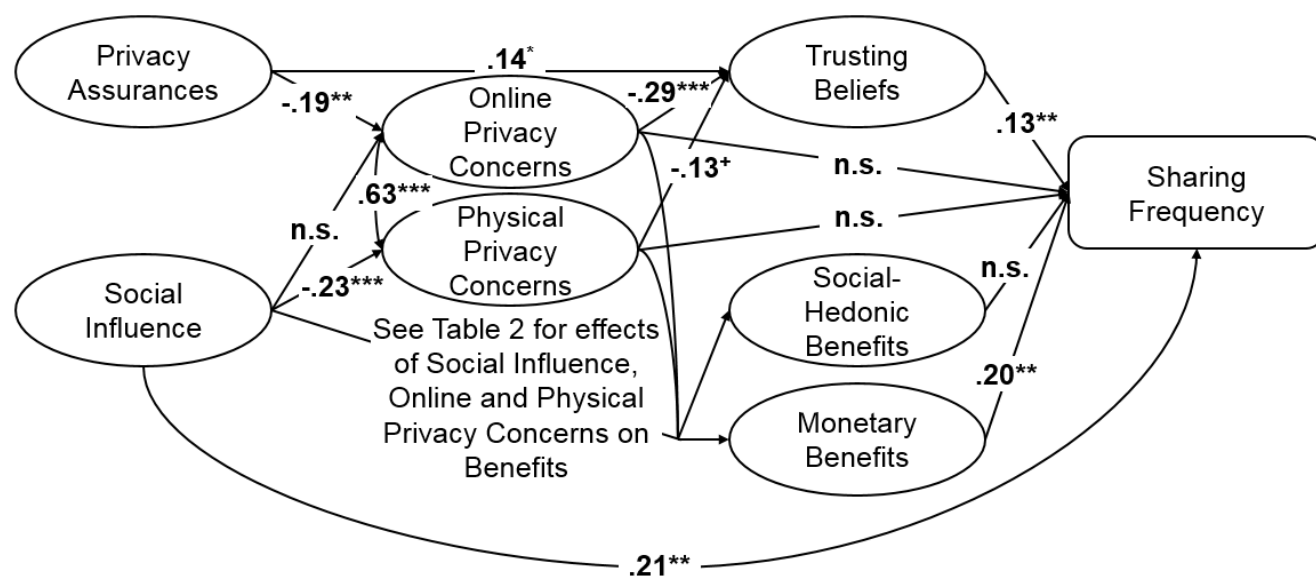 Privacy
Assurances
.14*
Trusting
Beliefs
-.19**
Online
Privacy
Concerns
-.29***
.13**
-.13+
n.s.
Sharing
Frequency
.63***
Physical
Privacy
Concerns
n.s.
n.s.
-.23***
Social
Influence
Social-
Hedonic
Benefits
n.s.
See Table 2 for effects
of Social Influence,
Online and Physical
Privacy Concerns on
Benefits
.20**
Monetary
Benefits
.21**